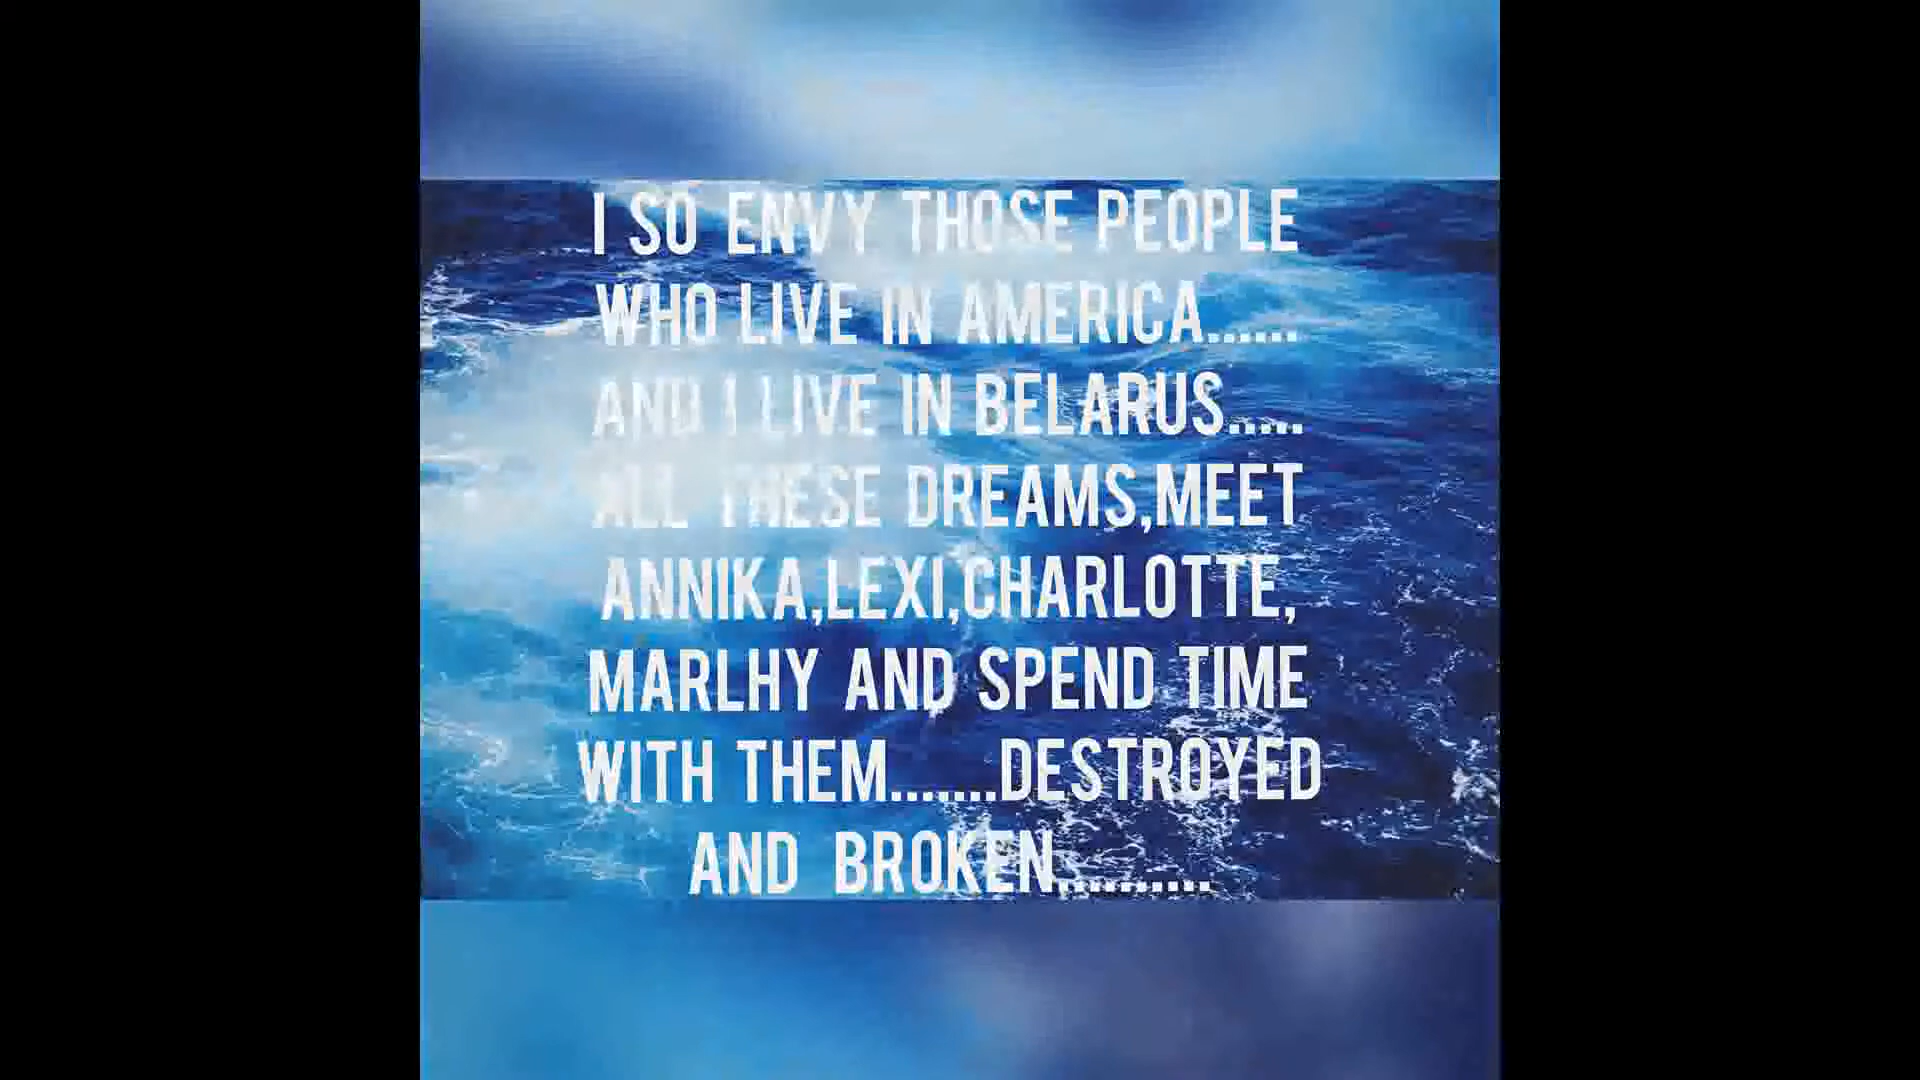 I SO ENVY THOSE PEOPLE
WHO LIVE IN AMERICA......
AND I LIVE IN BELARUS.....
ALL THESE DREAMS,MEET
ANNIKA,LEXI,CHARLOTTE,
MARLHY AND SPEND TIME
WITH THEM.......DESTROYED
AND BROKEN..........